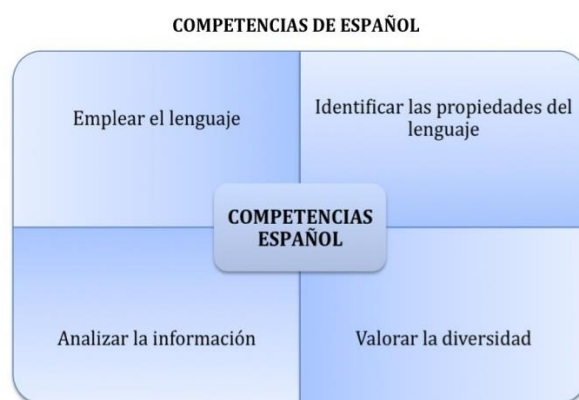 COMPETENCIAS DE ESPAÑOL
Emplear el lenguaje
Identificar las propiedades del
lenguaje
COMPETENCIAS
ESPAÑOL
Analizar la información
Valorar la diversidad